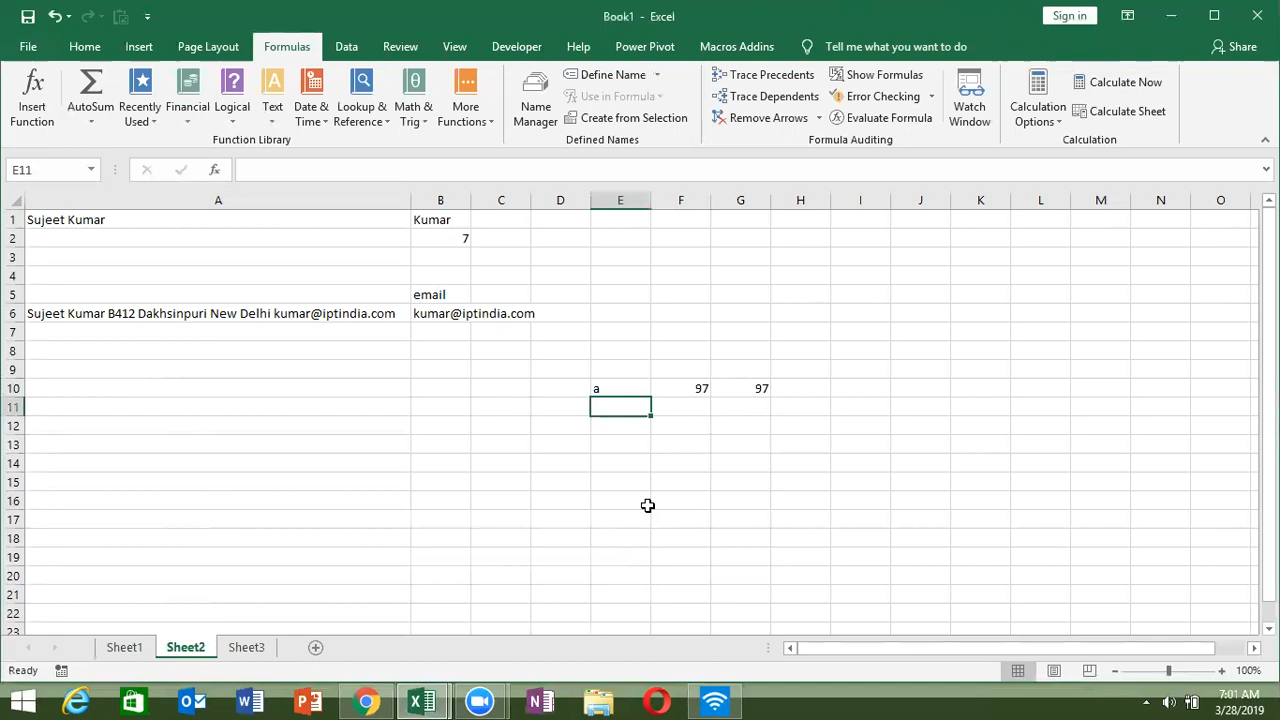 Book1 - Excel
Sign in
File Home Insert Page Layout Formulas Data Review View Developer Help Power Pivot Macros Addins Tell me what you want to do Share
Insert Function
AutoSum
Recently Used
Financial
Logical
Text
Date & Time
Lookup & Reference
Math & Trig
More Functions
Function Library
Name Manager
Define Name
Use in Formula
Create from Selection
Defined Names
Trace Precedents
Trace Dependents
Remove Arrows
Show Formulas
Error Checking
Evaluate Formula
Formula Auditing
Watch Window
Calculation Options
Calculate Now
Calculate Sheet
Calculation
E11 fx
A B C D E F G H I J K L M N O
1 Sujeet Kumar Kumar
2 7
3
4
5 email
6 Sujeet Kumar B412 Dakhsinpuri New Delhi kumar@iptindia.com kumar@iptindia.com
7
8
9
10 a 97 97
11
12
13
14
15
16
17
18
19
20
21
22
23
Sheet1 Sheet2 Sheet3
Ready 100%
7:01 AM
3/28/2019